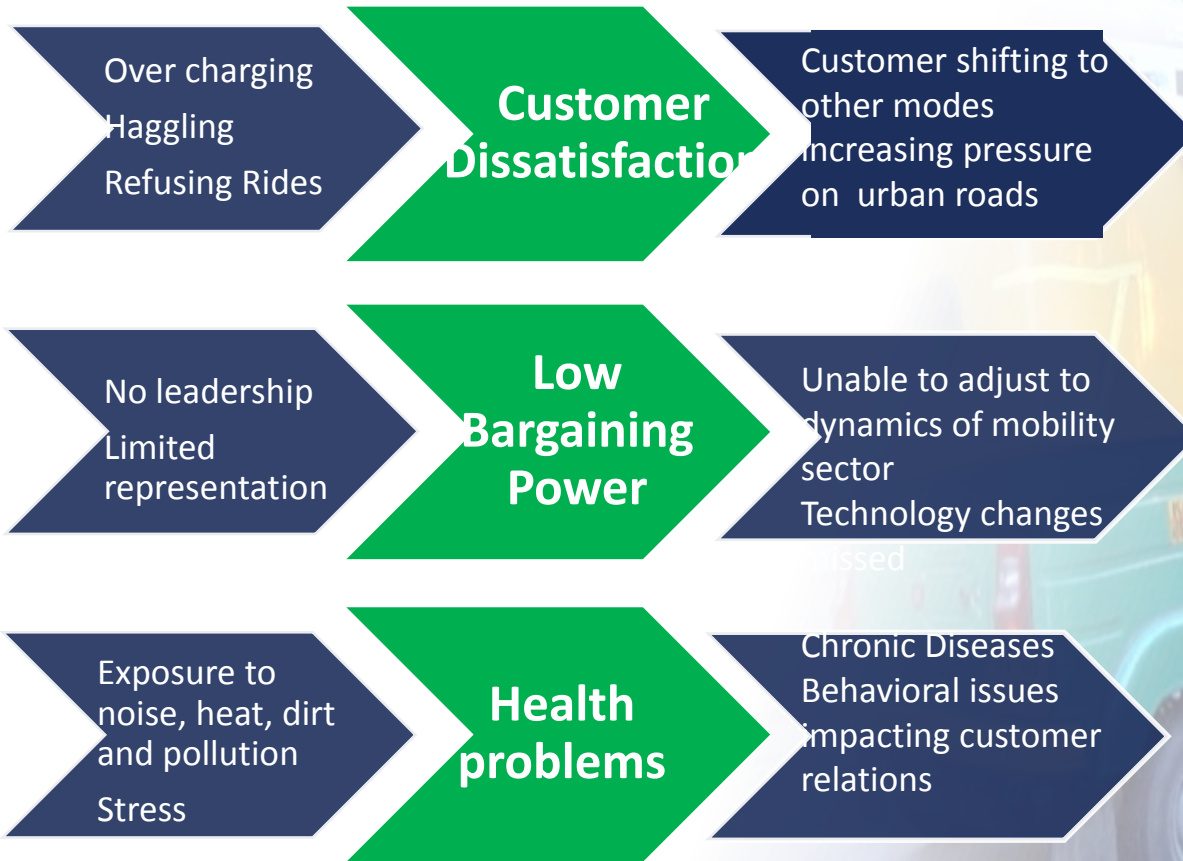 Over charging
Haggling
Refusing Rides
Customer
Dissatisfaction
Customer shifting to
other modes
increasing pressure
on urban roads
No leadership
Limited
representation
Low
Bargaining
Power
Unable to adjust to
dynamics of mobility
sector
Technology changes
missed
Exposure to
noise, heat, dirt
and pollution
Stress
Health
problems
Chronic Diseases
Behavioral issues
impacting customer
relations